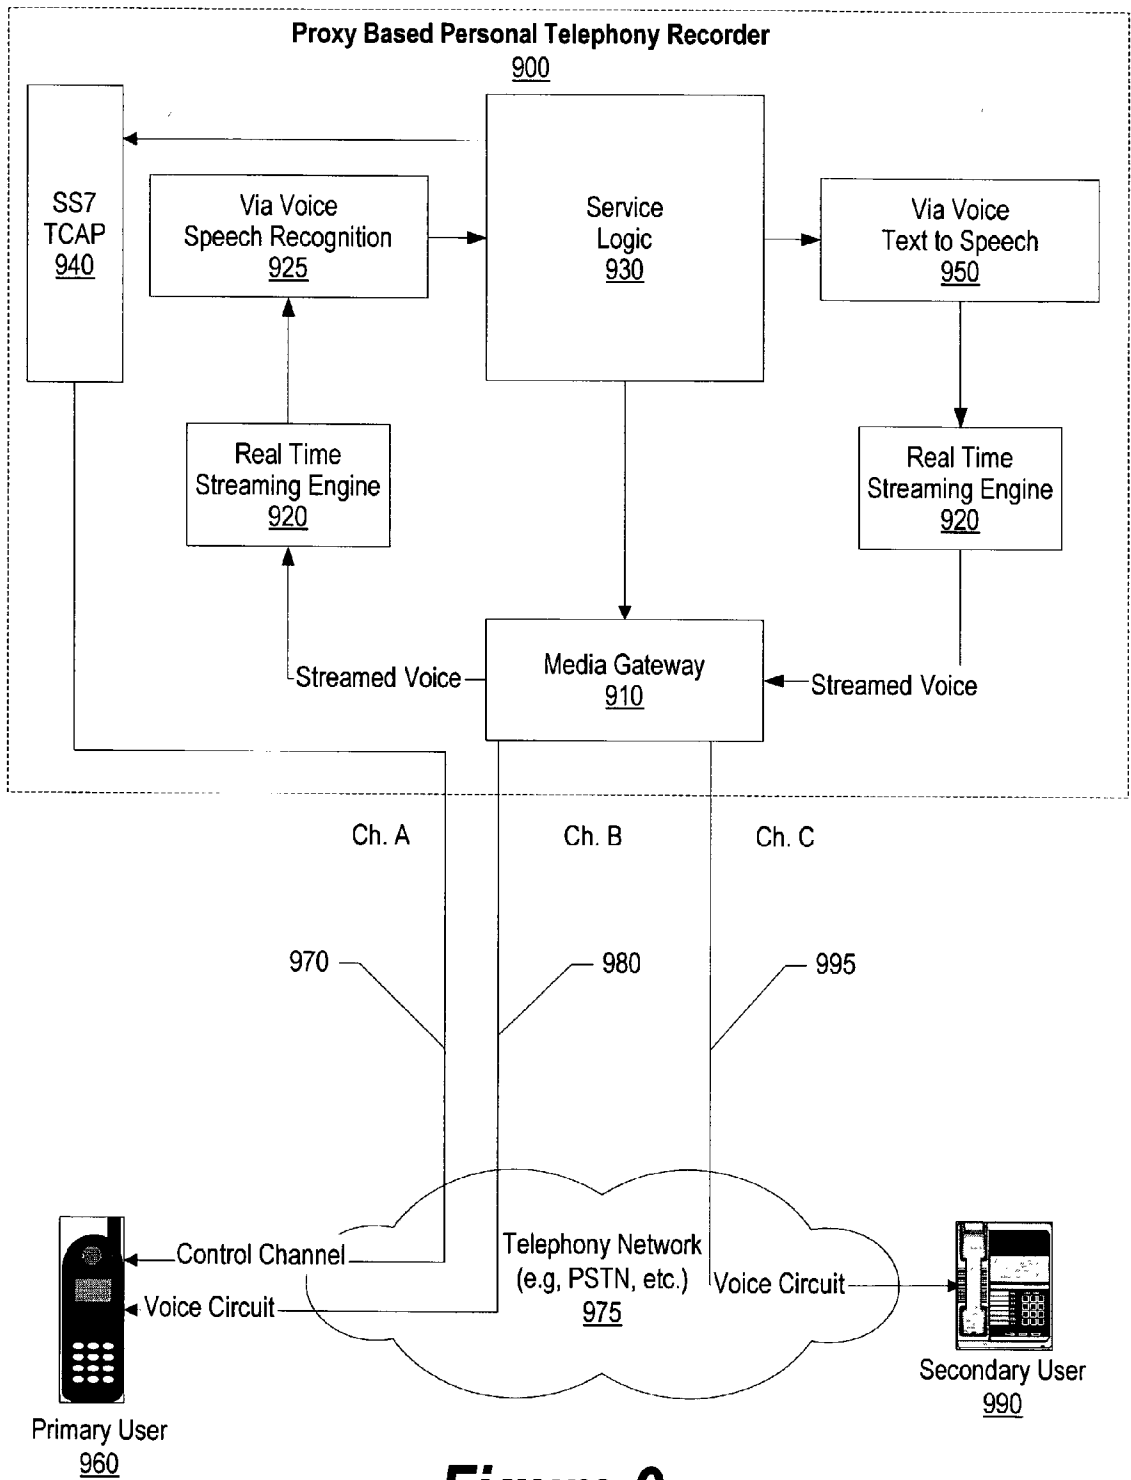 Proxy Based Personal Telephony Recorder
900
SS7
TCAP
940
Via Voice
Speech Recognition
925
Service
Logic
930
Via Voice
Text to Speech
950
Real Time
Streaming Engine
920
Real Time
Streaming Engine
920
Streamed Voice
Media Gateway
910
Streamed Voice
Ch. A
Ch. B
Ch. C
970
980
995
Control Channel
Voice Circuit
Telephony Network
(e.g, PSTN, etc.)
975
Voice Circuit
Primary User
960
Secondary User
990
Figure 9